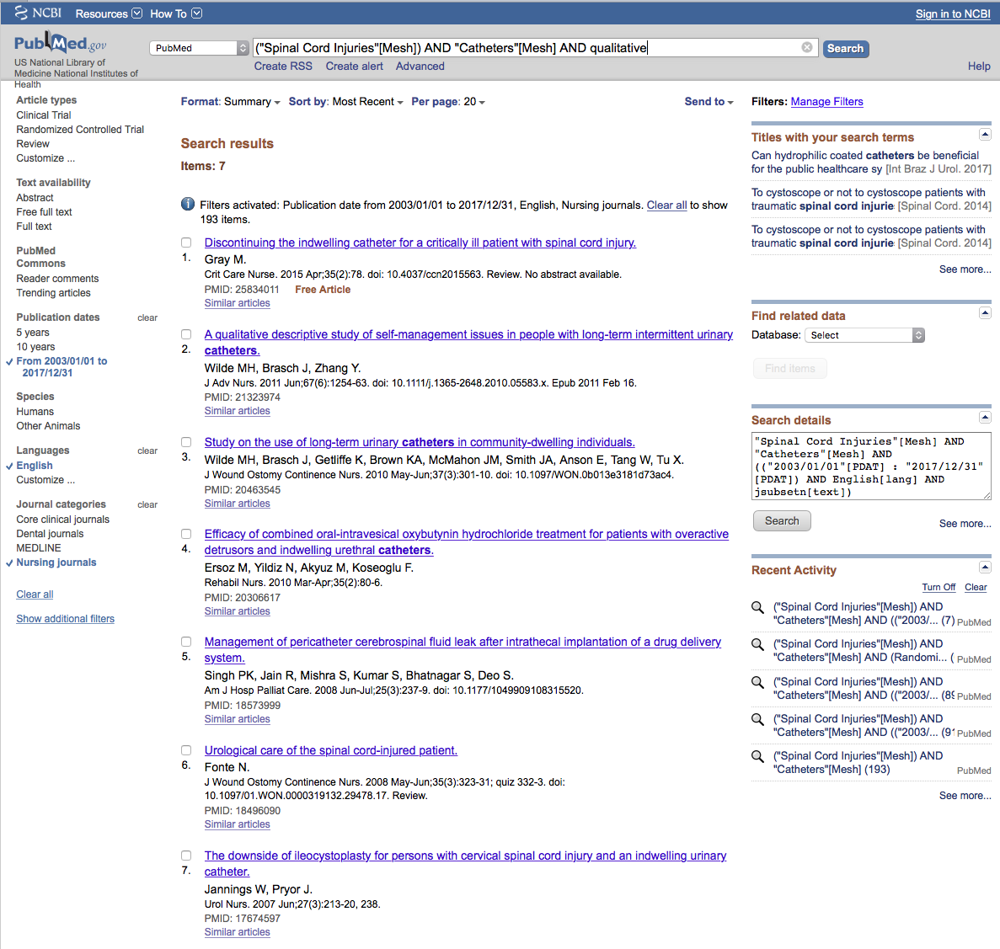 NCBI Resources How To Sign in to NCBI
PubMed.gov
US National Library of
Medicine National Institutes of
Health
PubMed
("Spinal Cord Injuries"[Mesh]) AND "Catheters"[Mesh] AND qualitative
Search
Create RSS Create alert Advanced
Help
Article types
Clinical Trial
Randomized Controlled Trial
Review
Customize ...
Text availability
Abstract
Free full text
Full text
PubMed
Commons
Reader comments
Trending articles
Publication dates clear
5 years
10 years
From 2003/01/01 to
2017/12/31
Species
Humans
Other Animals
Languages clear
English
Customize ...
Journal categories clear
Core clinical journals
Dental journals
MEDLINE
Nursing journals
Clear all
Show additional filters
Format: Summary Sort by: Most Recent Per page: 20 Send to
Search results
Items: 7
Filters activated: Publication date from 2003/01/01 to 2017/12/31, English, Nursing journals. Clear all to show
193 items.
Discontinuing the indwelling catheter for a critically ill patient with spinal cord injury.
1. Gray M.
Crit Care Nurse. 2015 Apr;35(2):78. doi: 10.4037/ccn2015563. Review. No abstract available.
PMID: 25834011 Free Article
Similar articles
A qualitative descriptive study of self-management issues in people with long-term intermittent urinary
2. catheters.
Wilde MH, Brasch J, Zhang Y.
J Adv Nurs. 2011 Jun;67(6):1254-63. doi: 10.1111/j.1365-2648.2010.05583.x. Epub 2011 Feb 16.
PMID: 21323974
Similar articles
Study on the use of long-term urinary catheters in community-dwelling individuals.
3. Wilde MH, Brasch J, Getliffe K, Brown KA, McMahon JM, Smith JA, Anson E, Tang W, Tu X.
J Wound Ostomy Continence Nurs. 2010 May-Jun;37(3):301-10. doi: 10.1097/WON.0b013e3181d73ac4.
PMID: 20463545
Similar articles
Efficacy of combined oral-intravesical oxybutynin hydrochloride treatment for patients with overactive
4. detrusors and indwelling urethral catheters.
Ersoz M, Yildiz N, Akyuz M, Koseoglu F.
Rehabil Nurs. 2010 Mar-Apr;35(2):80-6.
PMID: 20306617
Similar articles
Management of pericatheter cerebrospinal fluid leak after intrathecal implantation of a drug delivery
5. system.
Singh PK, Jain R, Mishra S, Kumar S, Bhatnagar S, Deo S.
Am J Hosp Palliat Care. 2008 Jun-Jul;25(3):237-9. doi: 10.1177/1049909108315520.
PMID: 18573999
Similar articles
Urological care of the spinal cord-injured patient.
6. Fonte N.
J Wound Ostomy Continence Nurs. 2008 May-Jun;35(3):323-31; quiz 332-3. doi:
10.1097/01.WON.0000319132.29478.17. Review.
PMID: 18496090
Similar articles
The downside of ileocystoplasty for persons with cervical spinal cord injury and an indwelling urinary
7. catheter.
Jannings W, Pryor J.
Urol Nurs. 2007 Jun;27(3):213-20, 238.
PMID: 17674597
Similar articles
Filters: Manage Filters
Titles with your search terms
Can hydrophilic coated catheters be beneficial
for the public healthcare sy [Int Braz J Urol. 2017]
To cystoscope or not to cystoscope patients with
traumatic spinal cord injurie [Spinal Cord. 2014]
To cystoscope or not to cystoscope patients with
traumatic spinal cord injurie [Spinal Cord. 2014]
See more...
Find related data
Database: Select
Find items
Search details
"Spinal Cord Injuries"[Mesh] AND
"Catheters"[Mesh] AND
(("2003/01/01"[PDAT] : "2017/12/31"
[PDAT]) AND English[lang] AND
jsubsetn[text])
Search See more...
Recent Activity
Turn Off Clear
("Spinal Cord Injuries"[Mesh]) AND
"Catheters"[Mesh] AND (("2003/... (7) PubMed
("Spinal Cord Injuries"[Mesh]) AND
"Catheters"[Mesh] AND (Randomi... ( PubMed
("Spinal Cord Injuries"[Mesh]) AND
"Catheters"[Mesh] AND (("2003/... (89 PubMed
("Spinal Cord Injuries"[Mesh]) AND
"Catheters"[Mesh] AND (("2003/... (91 PubMed
("Spinal Cord Injuries"[Mesh]) AND
"Catheters"[Mesh] (193) PubMed
See more...